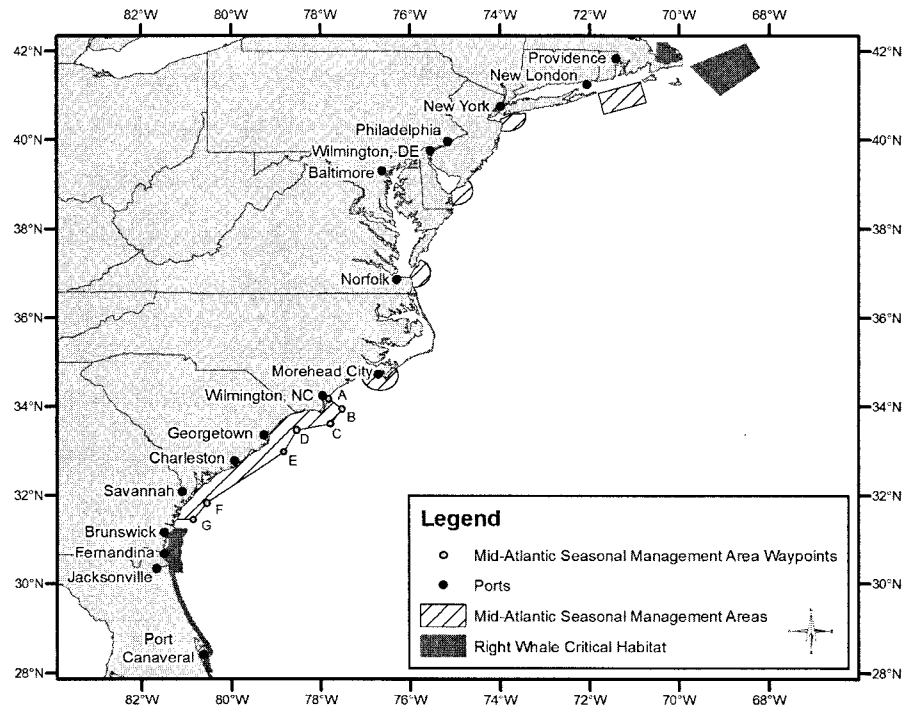 82°W 80°W 78°W 76°W 74°W 72°W 70°W 68°W
42°N 42°N
Providence
New London
New York
40°N 40°N
Philadelphia
Wilmington, DE
Baltimore
38°N 38°N
Norfolk
36°N 36°N
Morehead City
Wilmington, NC
A
34°N 34°N
B
C
Georgetown
D
Charleston
E
Savannah
32°N 32°N
F
G
Brunswick
Fernandina
Jacksonville
30°N 30°N
Port
Canaveral
28°N 28°N
Legend
Mid-Atlantic Seasonal Management Area Waypoints
Ports
Mid-Atlantic Seasonal Management Areas
Right Whale Critical Habitat
82°W 80°W 78°W 76°W 74°W 72°W 70°W 68°W